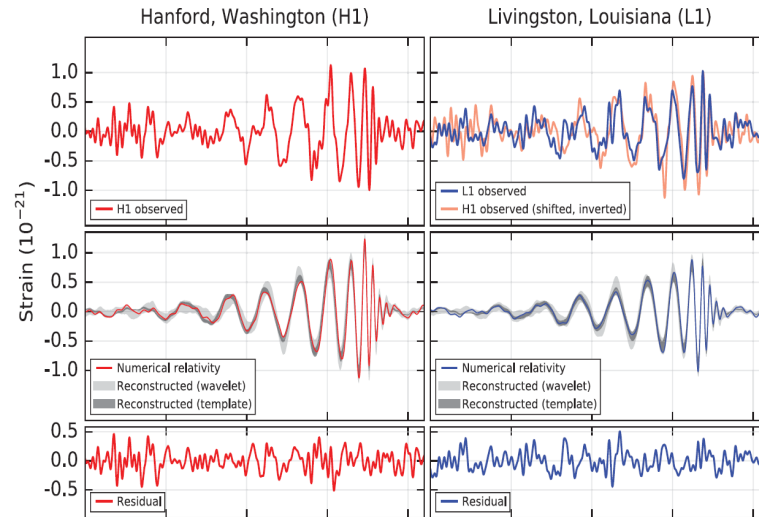 Hanford, Washington (H1)
Livingston, Louisiana (L1)
Strain (10⁻²¹)
1.0
0.5
0.0
-0.5
-1.0
H1 observed
L1 observed
H1 observed (shifted, inverted)
1.0
0.5
0.0
-0.5
-1.0
Numerical relativity
Reconstructed (wavelet)
Reconstructed (template)
Numerical relativity
Reconstructed (wavelet)
Reconstructed (template)
0.5
0.0
-0.5
Residual
Residual